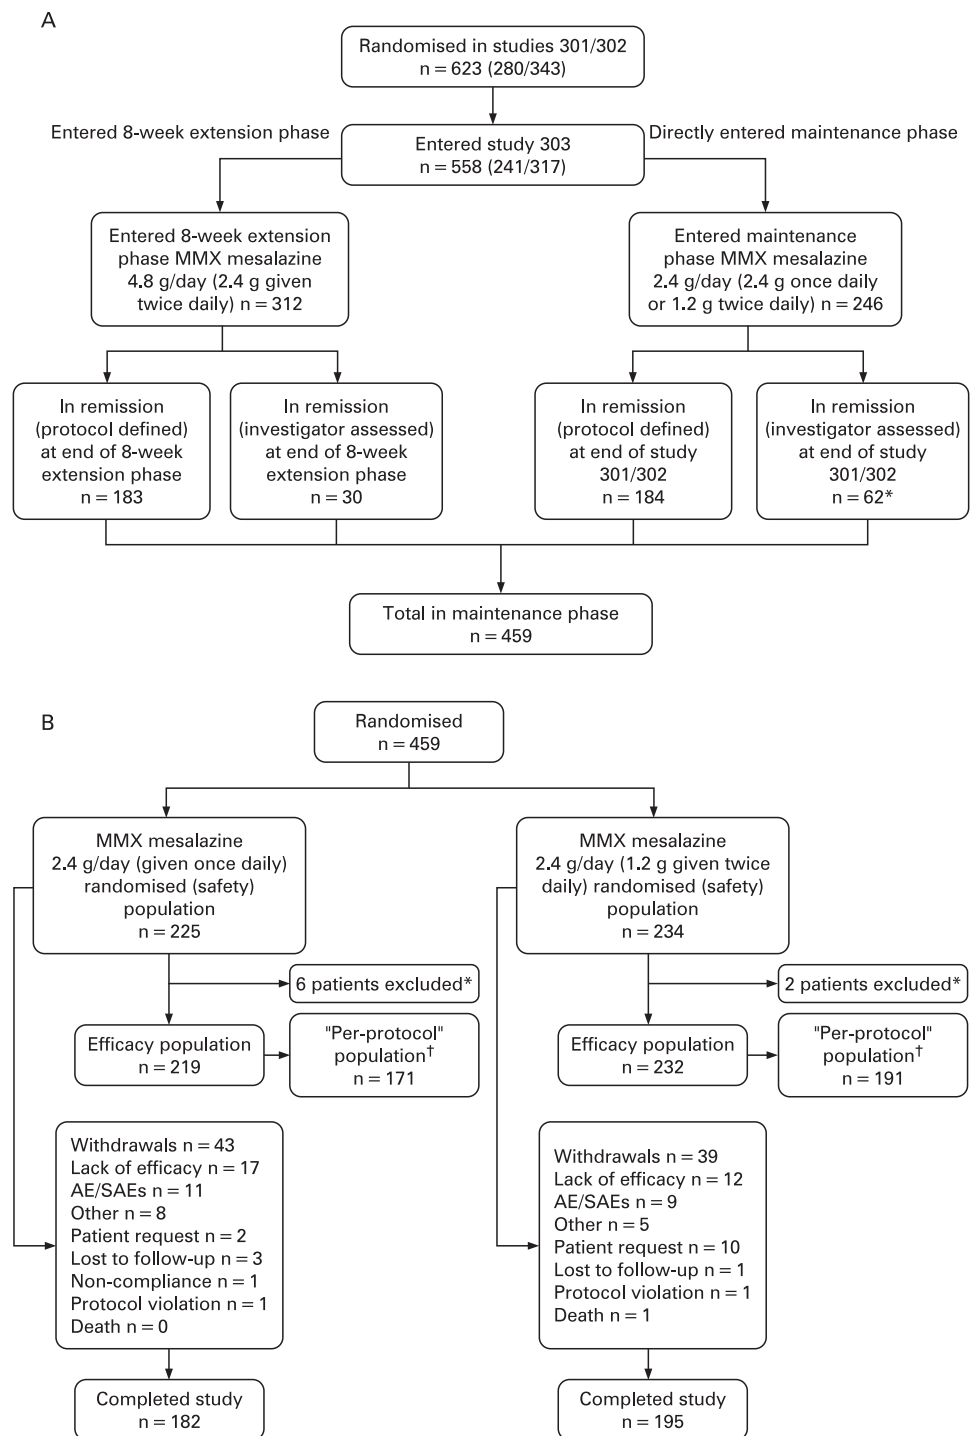 A
Randomised in studies 301/302
n = 623 (280/343)
Entered 8-week extension phase
Directly entered maintenance phase
Entered study 303
n = 558 (241/317)
Entered 8-week extension
phase MMX mesalazine
4.8 g/day (2.4 g given
twice daily) n = 312
Entered maintenance
phase MMX mesalazine
2.4 g/day (2.4 g once daily
or 1.2 g twice daily) n = 246
In remission
(protocol defined)
at end of 8-week
extension phase
n = 183
In remission
(investigator assessed)
at end of 8-week
extension phase
n = 30
In remission
(protocol defined)
at end of study
301/302
n = 184
In remission
(investigator assessed)
at end of study
301/302
n = 62*
Total in maintenance phase
n = 459
B
Randomised
n = 459
MMX mesalazine
2.4 g/day (given once daily)
randomised (safety)
population
n = 225
MMX mesalazine
2.4 g/day (1.2 g given twice
daily) randomised (safety)
population
n = 234
6 patients excluded*
2 patients excluded*
Efficacy population
n = 219
"Per-protocol"
population†
n = 171
Efficacy population
n = 232
"Per-protocol"
population†
n = 191
Withdrawals n = 43
Lack of efficacy n = 17
AE/SAEs n = 11
Other n = 8
Patient request n = 2
Lost to follow-up n = 3
Non-compliance n = 1
Protocol violation n = 1
Death n = 0
Withdrawals n = 39
Lack of efficacy n = 12
AE/SAEs n = 9
Other n = 5
Patient request n = 10
Lost to follow-up n = 1
Protocol violation n = 1
Death n = 1
Completed study
n = 182
Completed study
n = 195